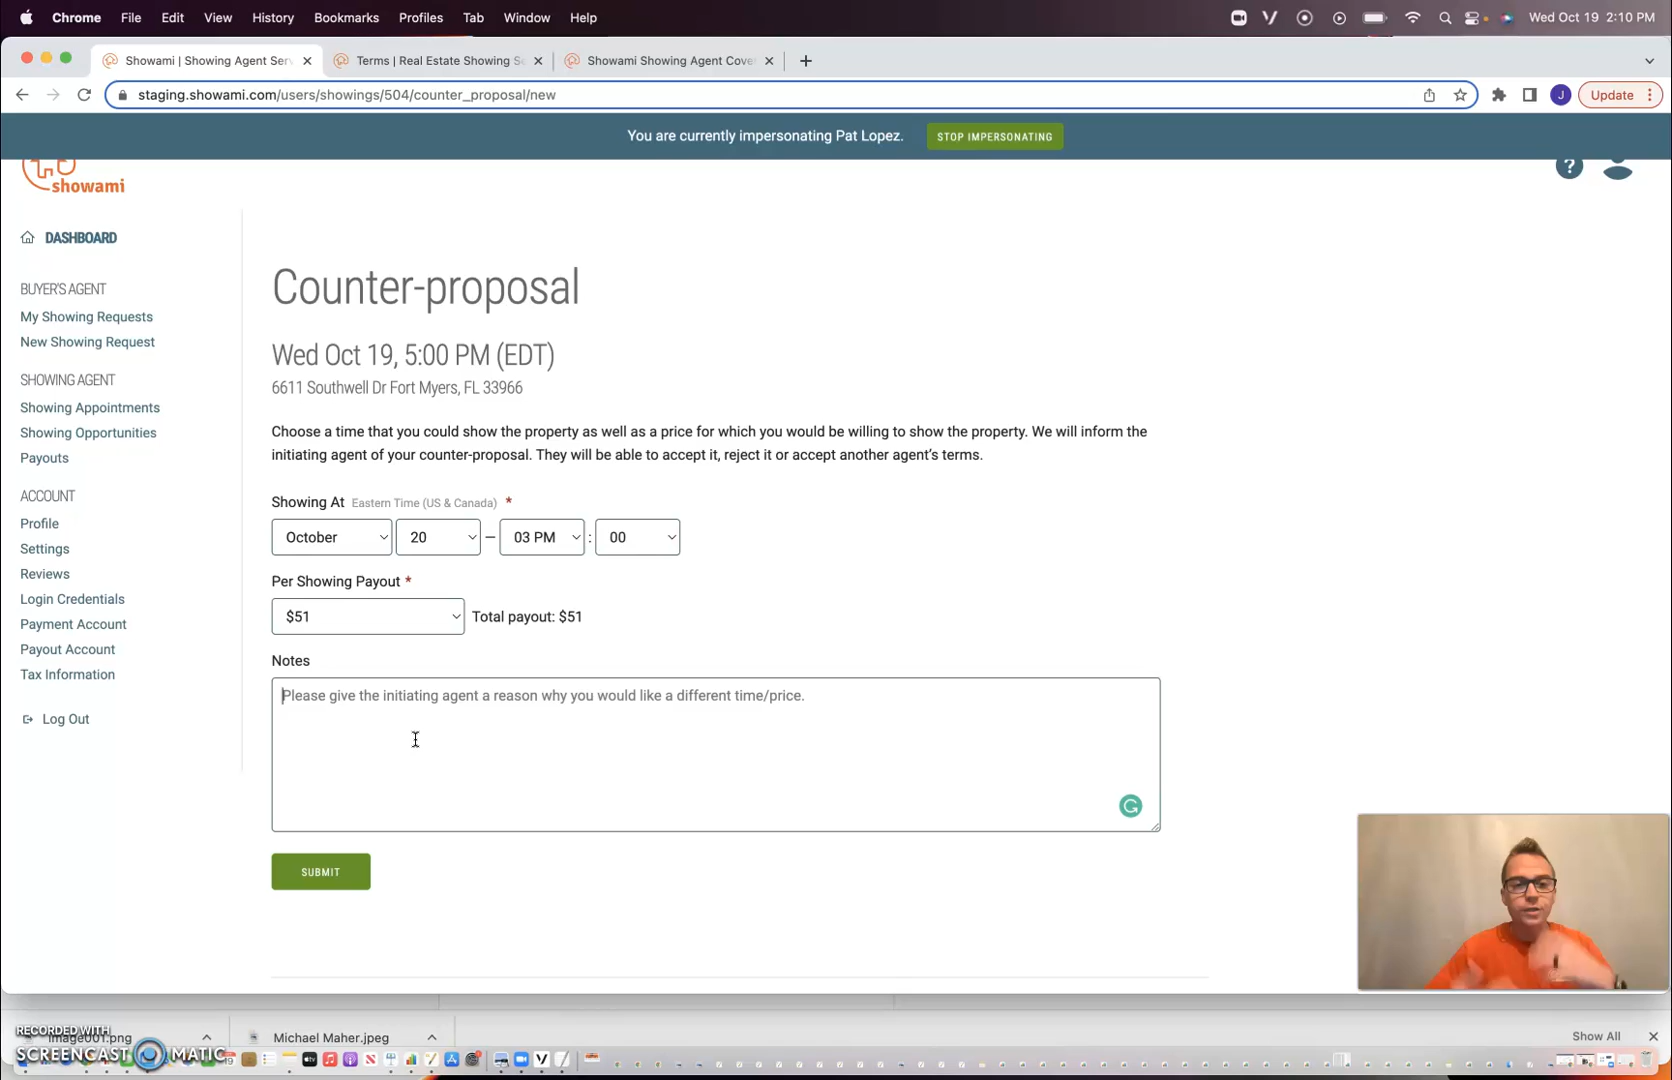 Chrome File Edit View History Bookmarks Profiles Tab Window Help Wed Oct 19 2:10 PM
Showami | Showing Agent Ser Terms | Real Estate Showing Se Showami Showing Agent Cove
staging.showami.com/users/showings/504/counter_proposal/new J Update
You are currently impersonating Pat Lopez. STOP IMPERSONATING
showami ?
DASHBOARD
BUYER'S AGENT
My Showing Requests
New Showing Request
SHOWING AGENT
Showing Appointments
Showing Opportunities
Payouts
ACCOUNT
Profile
Settings
Reviews
Login Credentials
Payment Account
Payout Account
Tax Information
Log Out
Counter-proposal
Wed Oct 19, 5:00 PM (EDT)
6611 Southwell Dr Fort Myers, FL 33966
Choose a time that you could show the property as well as a price for which you would be willing to show the property. We will inform the
initiating agent of your counter-proposal. They will be able to accept it, reject it or accept another agent's terms.
Showing At Eastern Time (US & Canada) *
October 20 – 03 PM : 00
Per Showing Payout *
$51 Total payout: $51
Notes
Please give the initiating agent a reason why you would like a different time/price.
SUBMIT
image001.png Michael Maher.jpeg Show All
RECORDED WITH
SCREENCAST MATIC